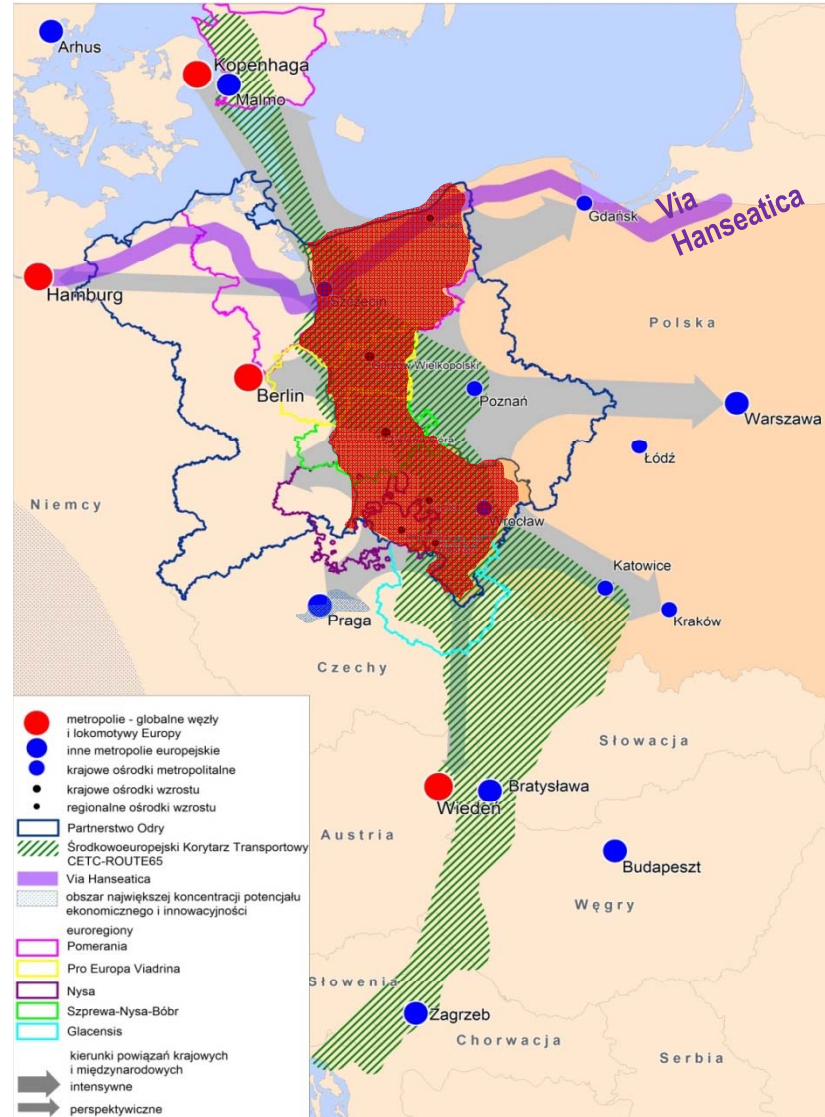 Arhus
Kopenhaga
Malmo
Gdańsk
Via
Hanseatica
Hamburg
Szczecin
Polska
Wielkopolski
Berlin
Poznań
Warszawa
Łódź
Niemcy
Wrocław
Katowice
Praga
Kraków
Czechy
Słowacja
Wiedeń
Bratysława
Austria
Budapeszt
Węgry
Słowenia
Zagrzeb
Chorwacja
Serbia
metropolie - globalne węzły
i lokomotywy Europy
inne metropolie europejskie
krajowe ośrodki metropolitalne
krajowe ośrodki wzrostu
regionalne ośrodki wzrostu
Partnerstwo Odry
Środkowoeuropejski Korytarz Transportowy
CETC-ROUTE65
Via Hanseatica
obszar największej koncentracji potencjału
ekonomicznego i innowacyjności
euroregiony
Pomerania
Pro Europa Viadrina
Nysa
Szprewa-Nysa-Bóbr
Glacensis
kierunki powiązań krajowych
i międzynarodowych
intensywne
perspektywiczne